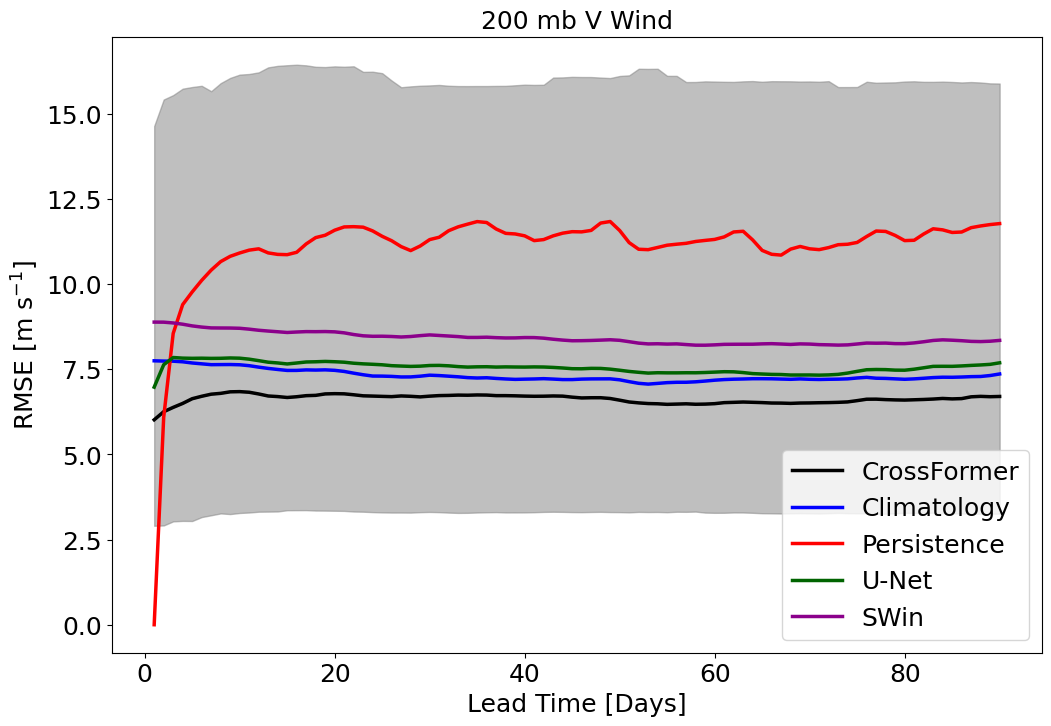 200 mb V Wind
RMSE [m s⁻¹]
15.0
12.5
10.0
7.5
5.0
2.5
0.0
0
20
40
60
80
Lead Time [Days]
CrossFormer
Climatology
Persistence
U-Net
SWin